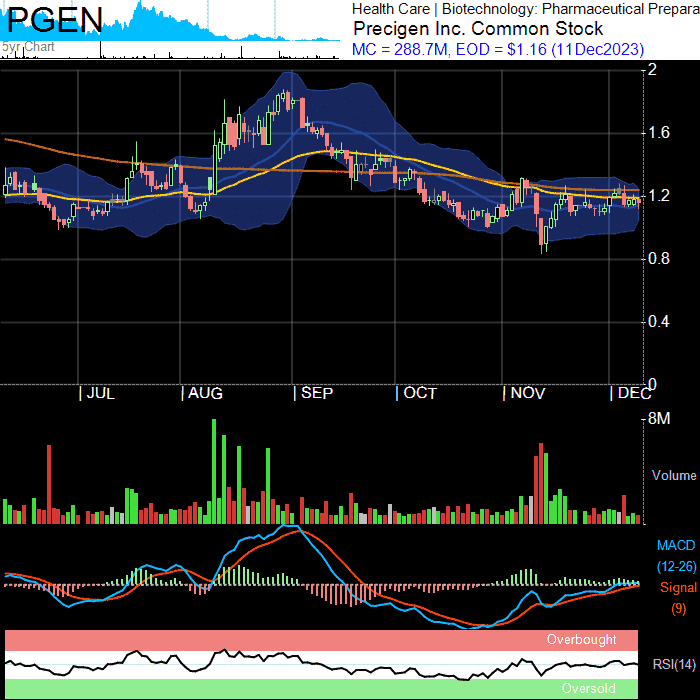 PGEN
5yr Chart
Health Care | Biotechnology: Pharmaceutical Prepara
Precigen Inc. Common Stock
MC = 288.7M, EOD = $1.16 (11Dec2023)
2
1.6
1.2
0.8
0.4
0
| JUL | AUG | SEP | OCT | NOV | DEC
8M
Volume
MACD
(12-26)
Signal
(9)
Overbought
RSI(14)
Oversold